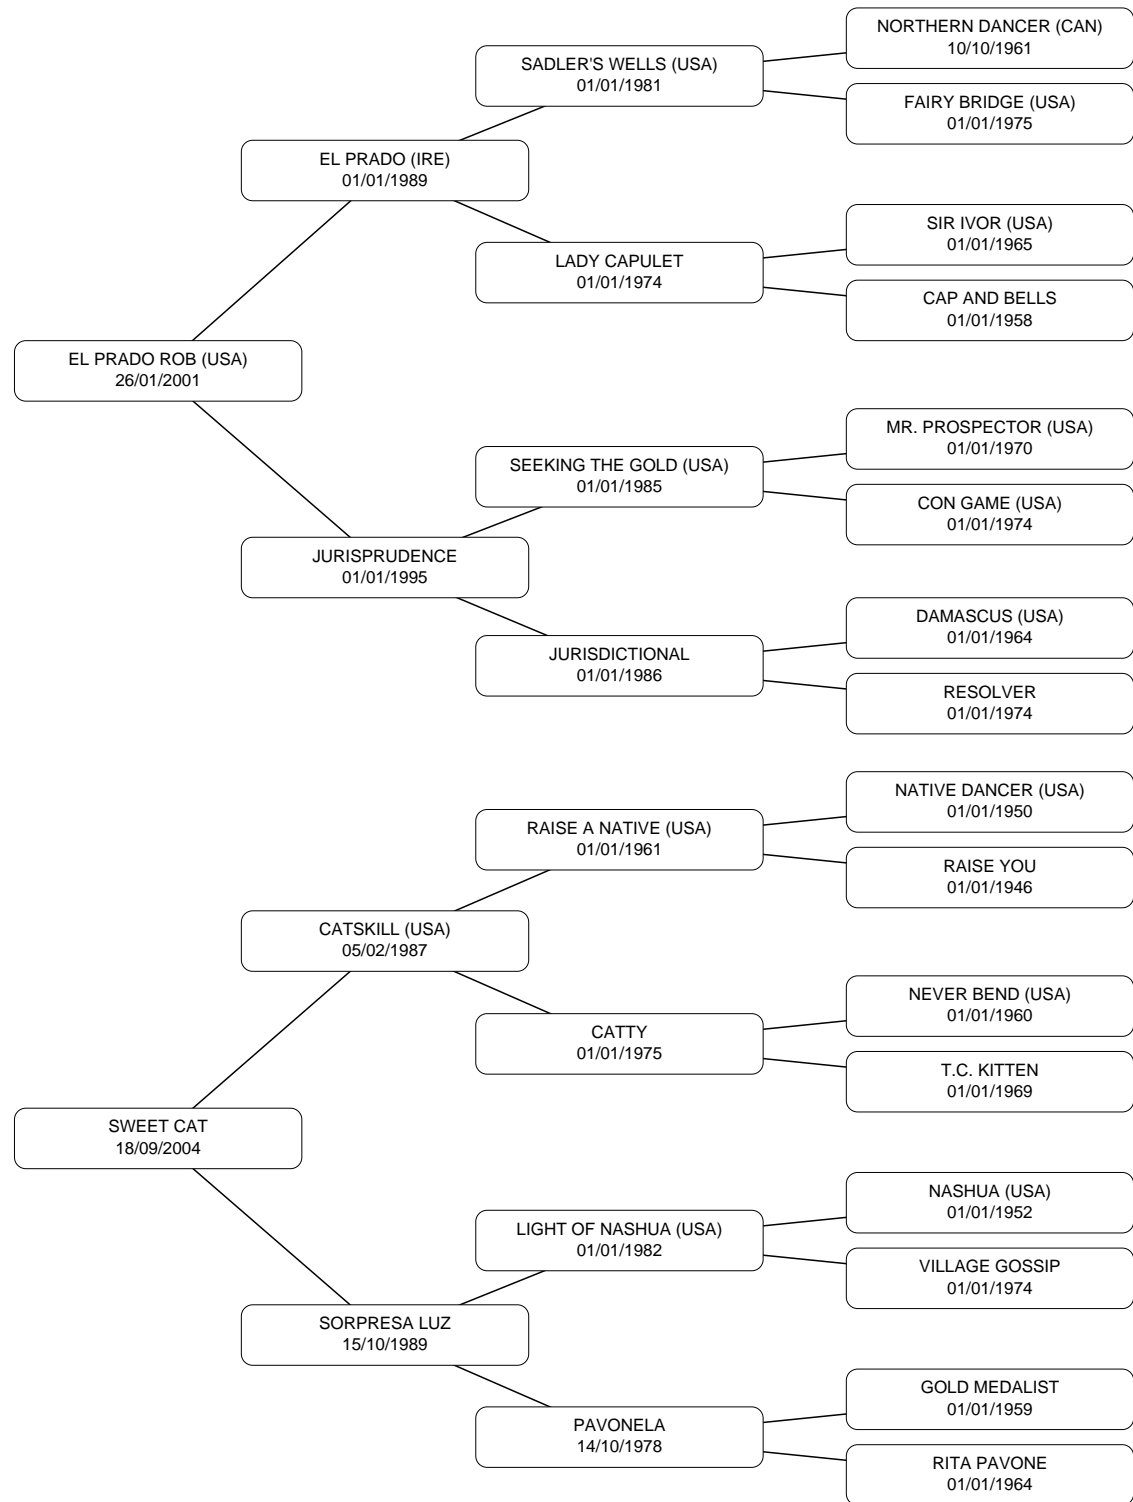 NORTHERN DANCER (CAN)
10/10/1961
SADLER'S WELLS (USA)
01/01/1981
FAIRY BRIDGE (USA)
01/01/1975
EL PRADO (IRE)
01/01/1989
SIR IVOR (USA)
01/01/1965
LADY CAPULET
01/01/1974
CAP AND BELLS
01/01/1958
EL PRADO ROB (USA)
26/01/2001
MR. PROSPECTOR (USA)
01/01/1970
SEEKING THE GOLD (USA)
01/01/1985
CON GAME (USA)
01/01/1974
JURISPRUDENCE
01/01/1995
DAMASCUS (USA)
01/01/1964
JURISDICTIONAL
01/01/1986
RESOLVER
01/01/1974
NATIVE DANCER (USA)
01/01/1950
RAISE A NATIVE (USA)
01/01/1961
RAISE YOU
01/01/1946
CATSKILL (USA)
05/02/1987
NEVER BEND (USA)
01/01/1960
CATTY
01/01/1975
T.C. KITTEN
01/01/1969
SWEET CAT
18/09/2004
NASHUA (USA)
01/01/1952
LIGHT OF NASHUA (USA)
01/01/1982
VILLAGE GOSSIP
01/01/1974
SORPRESA LUZ
15/10/1989
GOLD MEDALIST
01/01/1959
PAVONELA
14/10/1978
RITA PAVONE
01/01/1964